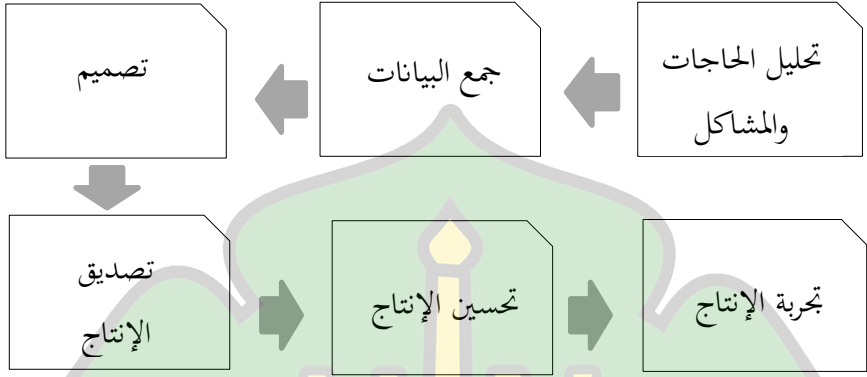 تحليل الحاجات
والمشاكل
جمع البيانات
تصميم
تصديق
الإنتاج
تحسين الإنتاج
تجربة الإنتاج